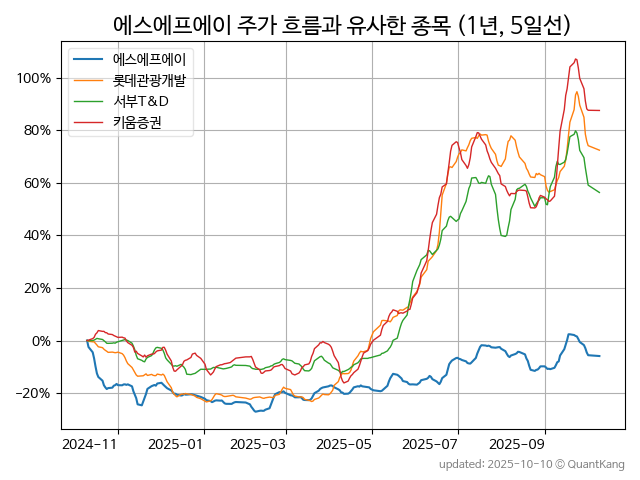 에스에프에이 주가 흐름과 유사한 종목 (1년, 5일선)
에스에프에이
롯데관광개발
서부T&D
키움증권
100%
80%
60%
40%
20%
0%
−20%
2024-11
2025-01
2025-03
2025-05
2025-07
2025-09
updated: 2025-10-10 © QuantKang